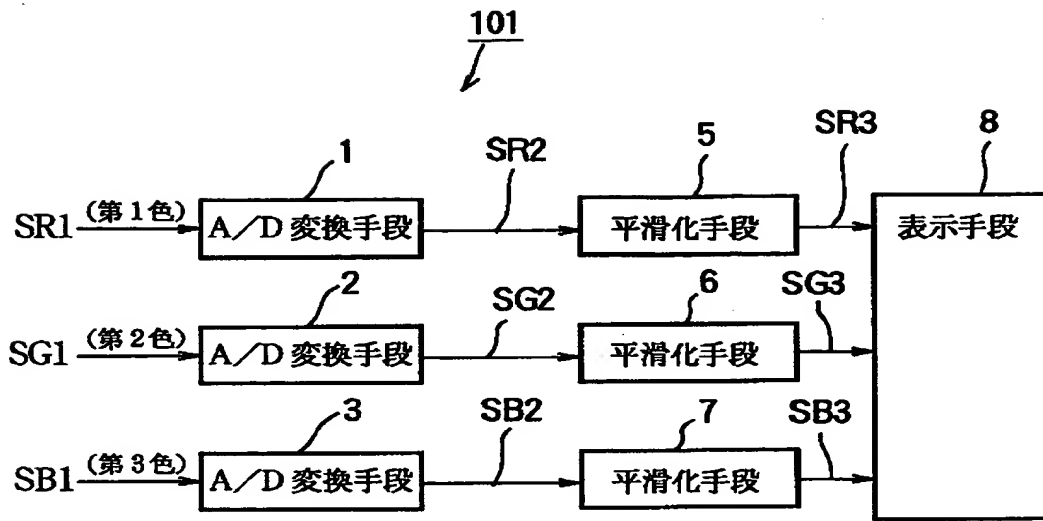 101
1 SR2 5 SR3 8
SR1 (第1色) A/D 変換手段 平滑化手段 表示手段
2 SG2 6 SG3
SG1 (第2色) A/D 変換手段 平滑化手段
3 SB2 7 SB3
SB1 (第3色) A/D 変換手段 平滑化手段